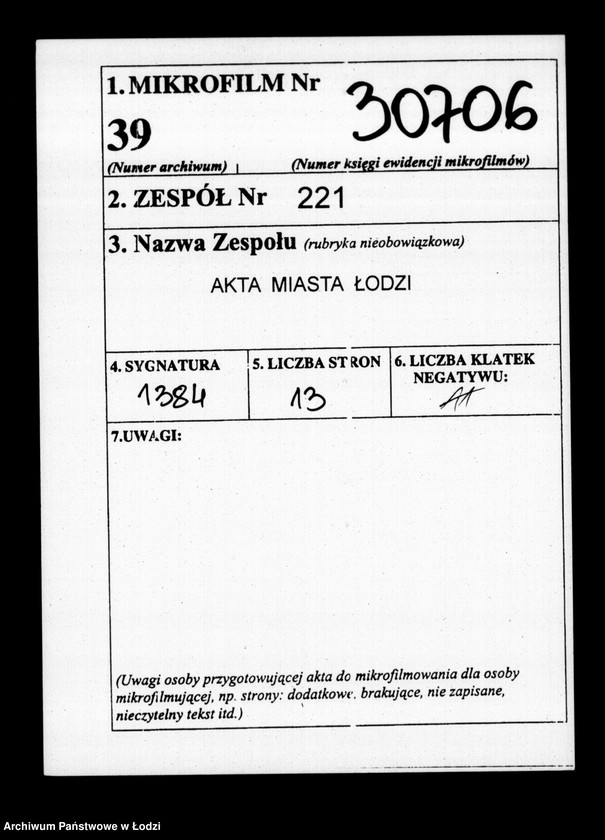 1. MIKROFILM Nr
39
30706
(Numer archiwum) (Numer księgi ewidencji mikrofilmów)
2. ZESPÓŁ Nr 221
3. Nazwa Zespołu (rubryka nieobowiązkowa)
AKTA MIASTA ŁODZI
4. SYGNATURA
1384
5. LICZBA STRON
13
6. LICZBA KLATEK
NEGATYWU:
7. UWAGI:
(Uwagi osoby przygotowującej akta do mikrofilmowania dla osoby
mikrofilmującej, np. strony: dodatkowe, brakujące, nie zapisane,
nieczytelny tekst itd.)
Archiwum Państwowe w Łodzi